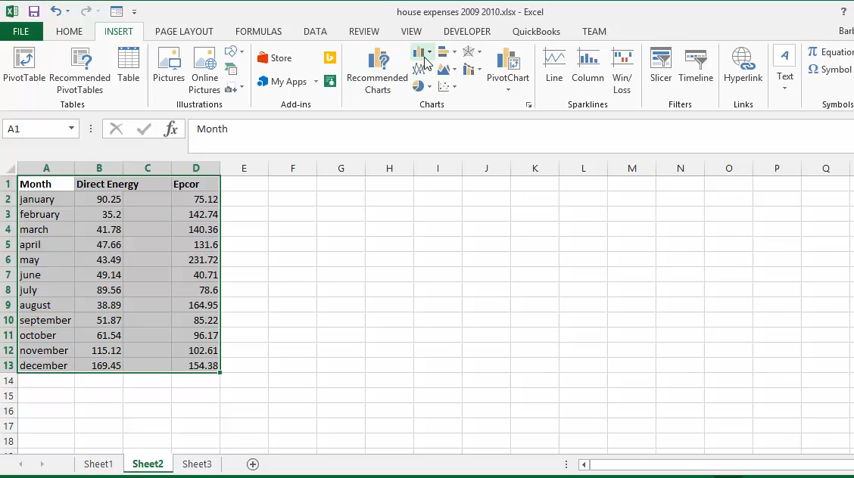 house expenses 2009 2010.xlsx - Excel
FILE HOME INSERT PAGE LAYOUT FORMULAS DATA REVIEW VIEW DEVELOPER QuickBooks TEAM Barb
PivotTable Recommended PivotTables Table Pictures Online Pictures Store My Apps Recommended Charts PivotChart Line Column Win/Loss Slicer Timeline Hyperlink Text Equation Symbol
Tables Illustrations Add-ins Charts Sparklines Filters Links Symbols
A1 fx Month
A B C D E F G H I J K L M N O P Q
1 Month Direct Energy Epcor
2 january 90.25 75.12
3 february 35.2 142.74
4 march 41.78 140.36
5 april 47.66 131.6
6 may 43.49 231.72
7 june 49.14 40.71
8 july 89.56 78.6
9 august 38.89 164.95
10 september 51.87 85.22
11 october 61.54 96.17
12 november 115.12 102.61
13 december 169.45 154.38
14
15
16
17
18
Sheet1 Sheet2 Sheet3